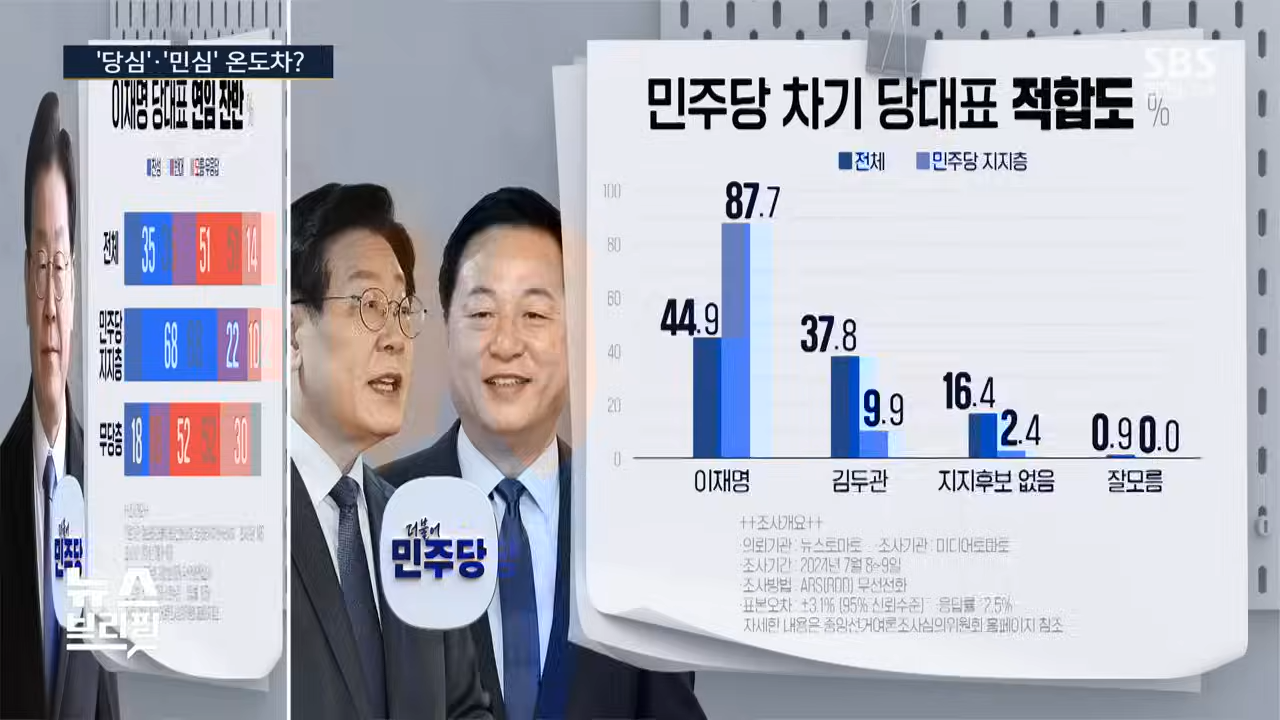 '당심'·'민심' 온도차?
SBS
이재명 당대표 연임 찬반 %
찬성 반대 모름·무응답
전체 35 51 14
민주당 지지층 68 22 10
무당층 18 52 30
뉴스
브리핑
더불어
민주당
민주당 차기 당대표 적합도 %
전체 민주당 지지층
100
80
60
40
20
0
44.9 87.7
37.8 9.9
16.4 2.4
0.9 0.0
이재명 김두관 지지후보 없음 잘모름
++조사개요++
·의뢰기관 : 뉴스토마토 ·조사기관 : 미디어토마토
·조사기간 : 2024년 7월 8~9일
·조사방법 : ARS(RDD) 무선전화
·표본오차 : ±3.1% (95% 신뢰수준) ·응답률 : 2.5%
자세한 내용은 중앙선거여론조사심의위원회 홈페이지 참조